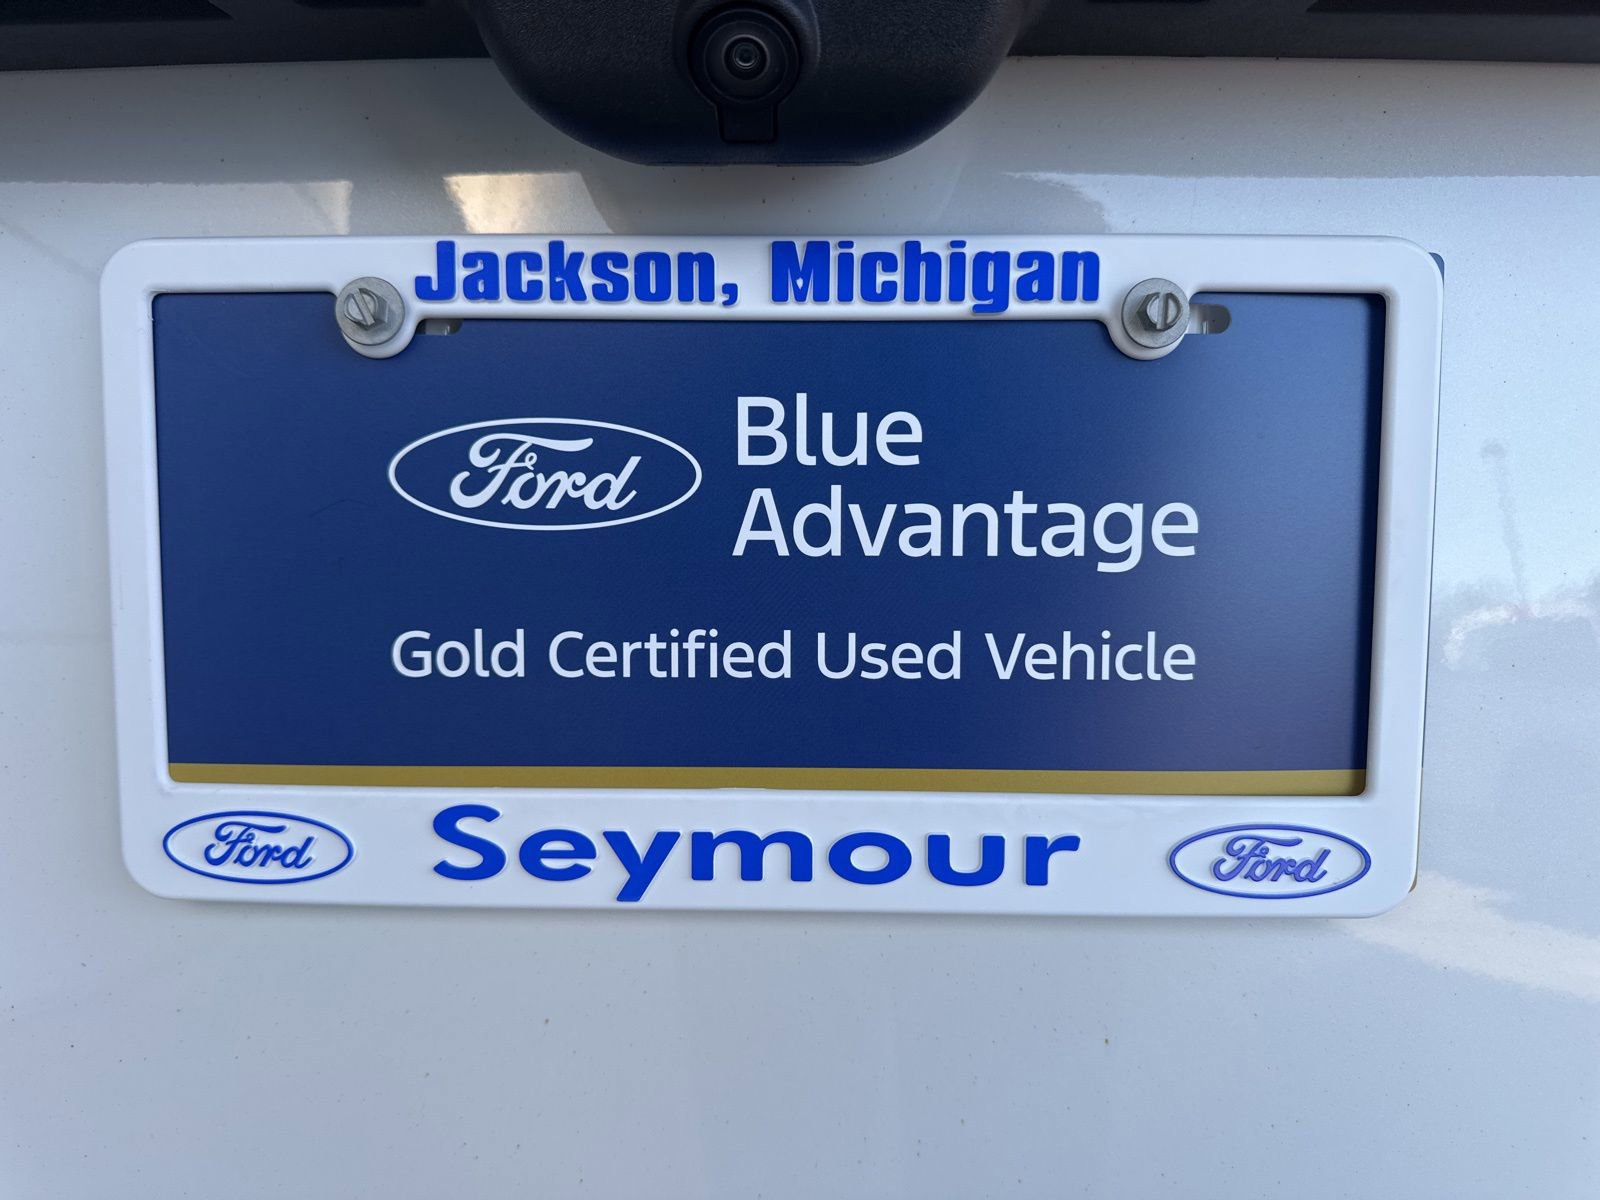 Jackson, Michigan
Ford
Blue
Advantage
Gold Certified Used Vehicle
Ford Seymour Ford